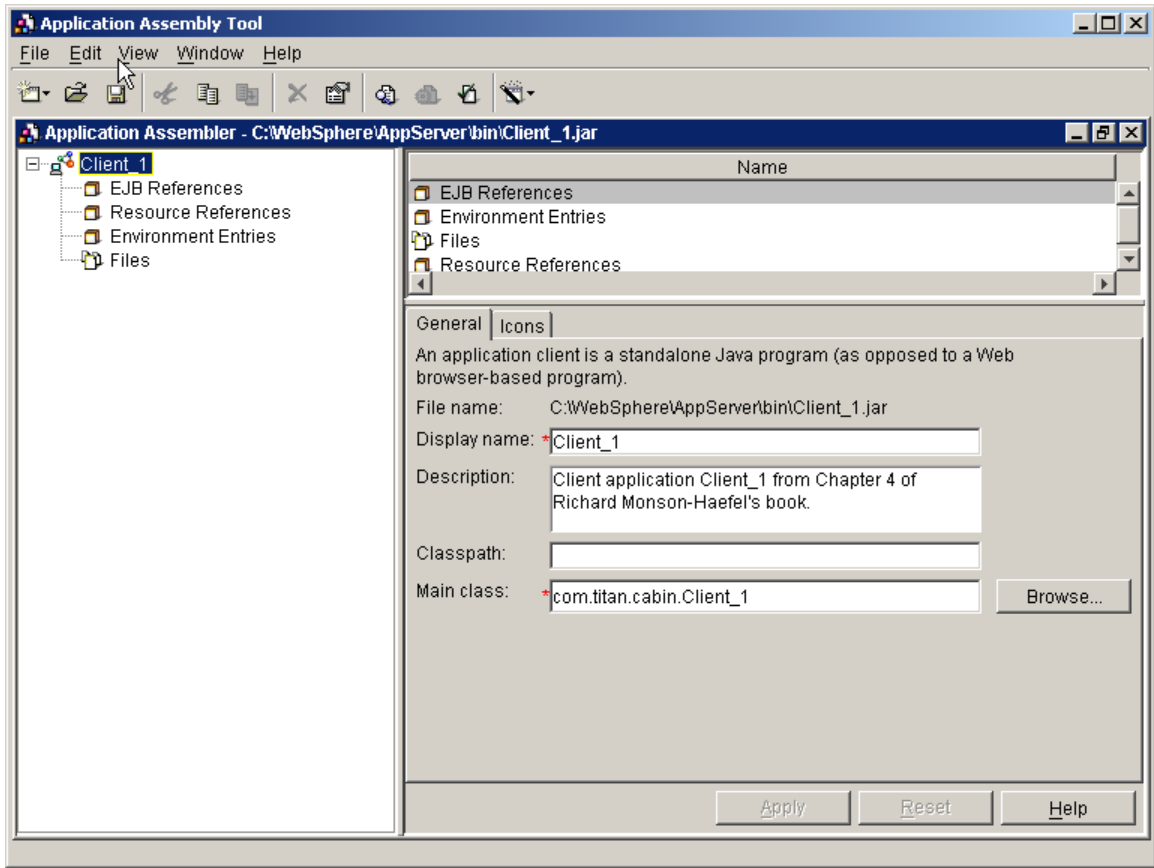 Application Assembly Tool
File Edit View Window Help
Application Assembler - C:\WebSphere\AppServer\bin\Client_1.jar
Client_1
EJB References
Resource References
Environment Entries
Files
Name
EJB References
Environment Entries
Files
Resource References
General Icons
An application client is a standalone Java program (as opposed to a Web
browser-based program).
File name: C:\WebSphere\AppServer\bin\Client_1.jar
Display name: *Client_1
Description: Client application Client_1 from Chapter 4 of
Richard Monson-Haefel's book.
Classpath:
Main class: *com.titan.cabin.Client_1 Browse...
Apply Reset Help